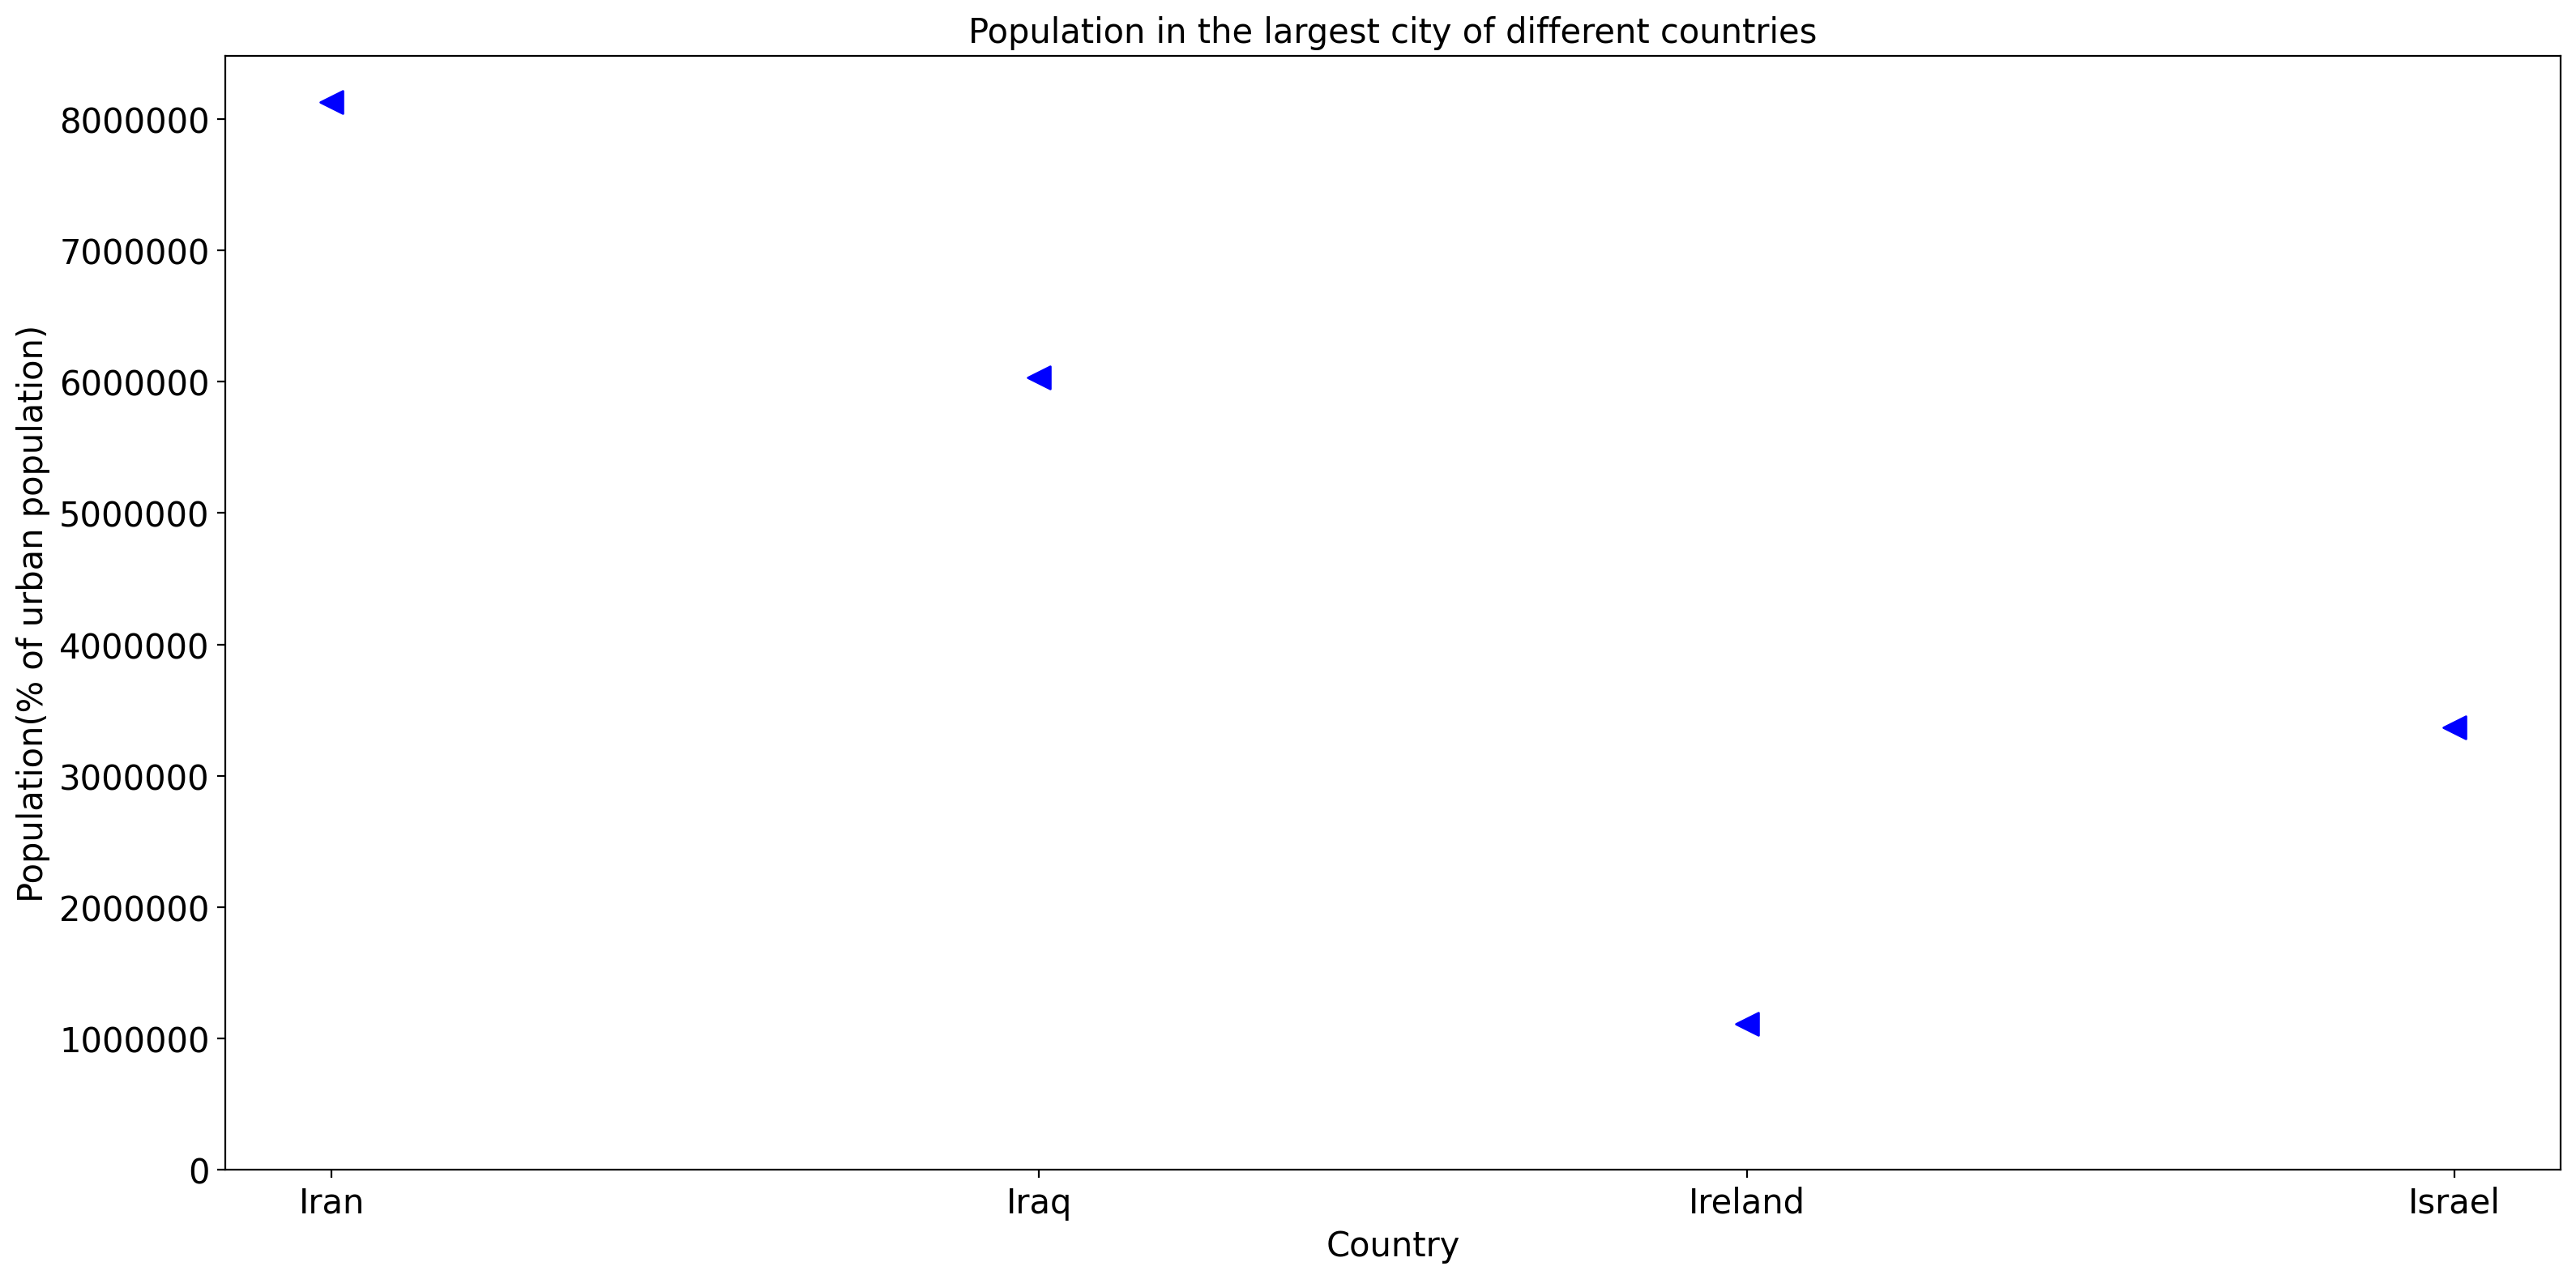 Population in the largest city of different countries
Population(% of urban population)
8000000
7000000
6000000
5000000
4000000
3000000
2000000
1000000
0
Iran Iraq Ireland Israel
Country